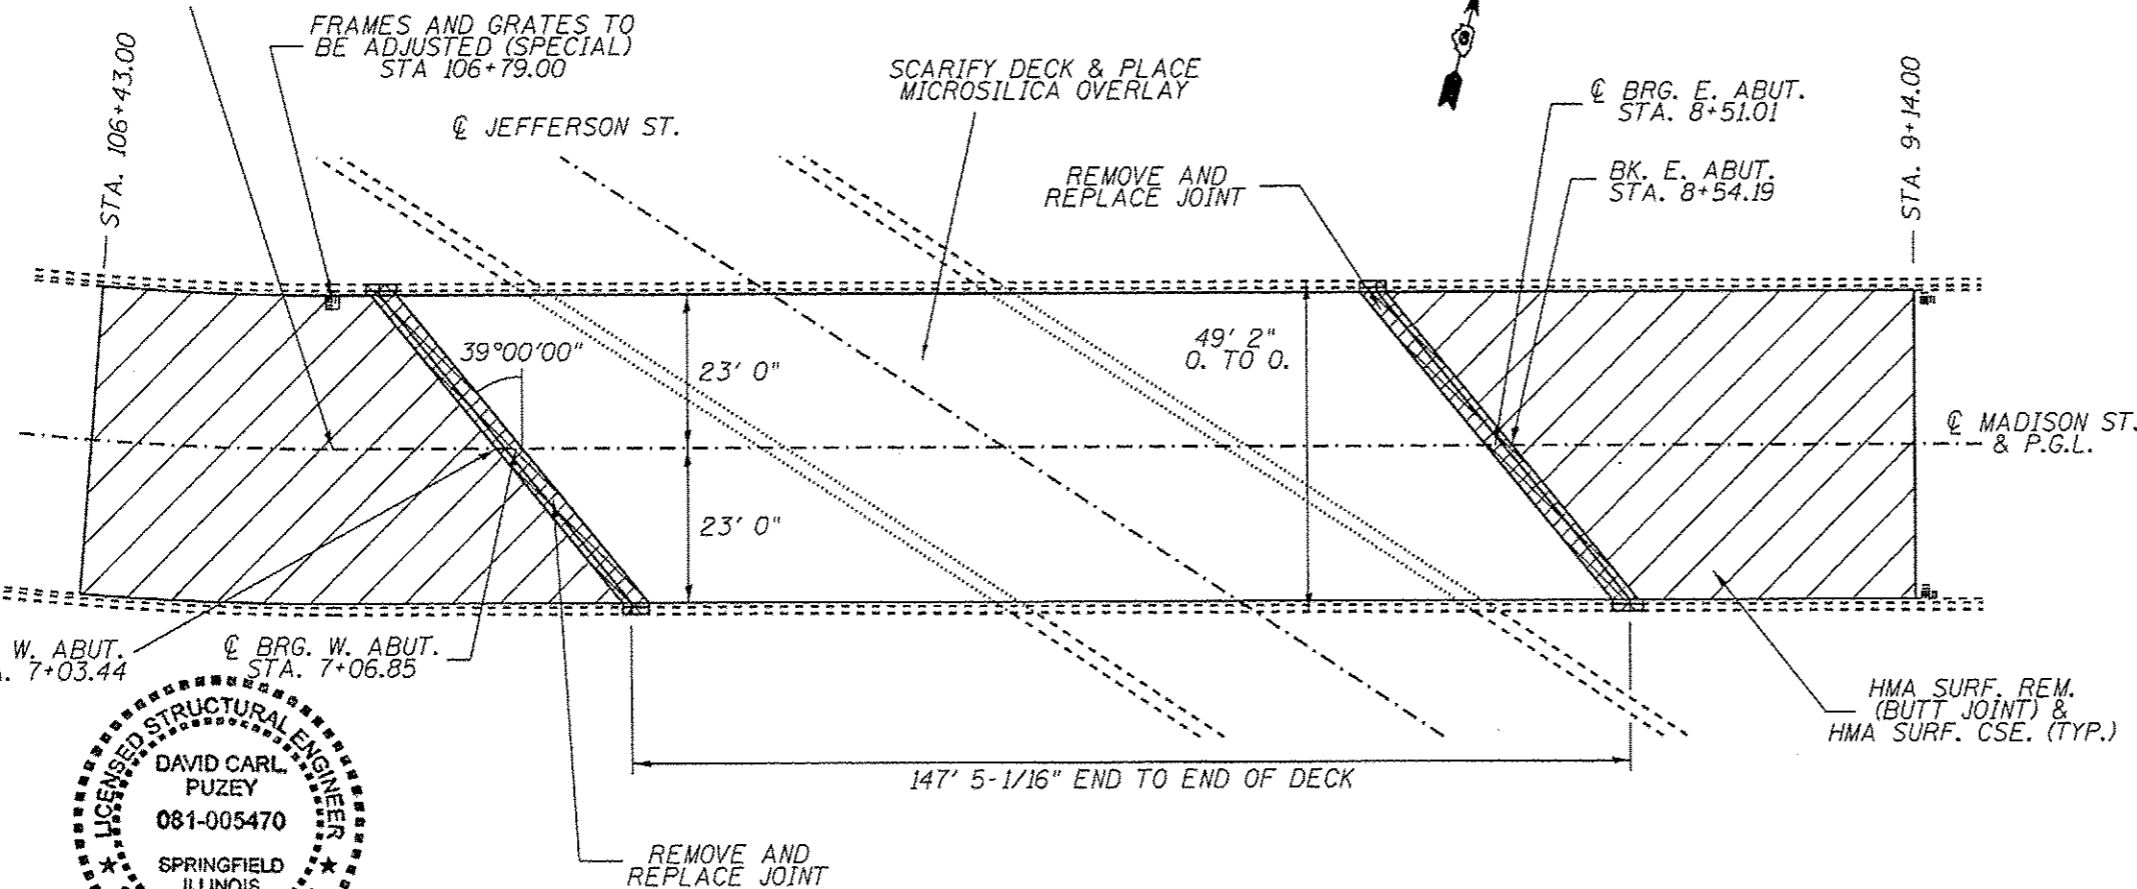 STA. 106+43.00
FRAMES AND GRATES TO
BE ADJUSTED (SPECIAL)
STA 106+79.00
℄ JEFFERSON ST.
SCARIFY DECK & PLACE
MICROSILICA OVERLAY
REMOVE AND
REPLACE JOINT
℄ BRG. E. ABUT.
STA. 8+51.01
BK. E. ABUT.
STA. 8+54.19
STA. 9+14.00
39°00'00"
23' 0"
49' 2"
O. TO O.
23' 0"
℄ MADISON ST.
& P.G.L.
W. ABUT.
7+03.44
℄ BRG. W. ABUT.
STA. 7+06.85
HMA SURF. REM.
(BUTT JOINT) &
HMA SURF. CSE. (TYP.)
147' 5-1/16" END TO END OF DECK
REMOVE AND
REPLACE JOINT
LICENSED STRUCTURAL ENGINEER
DAVID CARL
PUZEY
081-005470
SPRINGFIELD
ILLINOIS